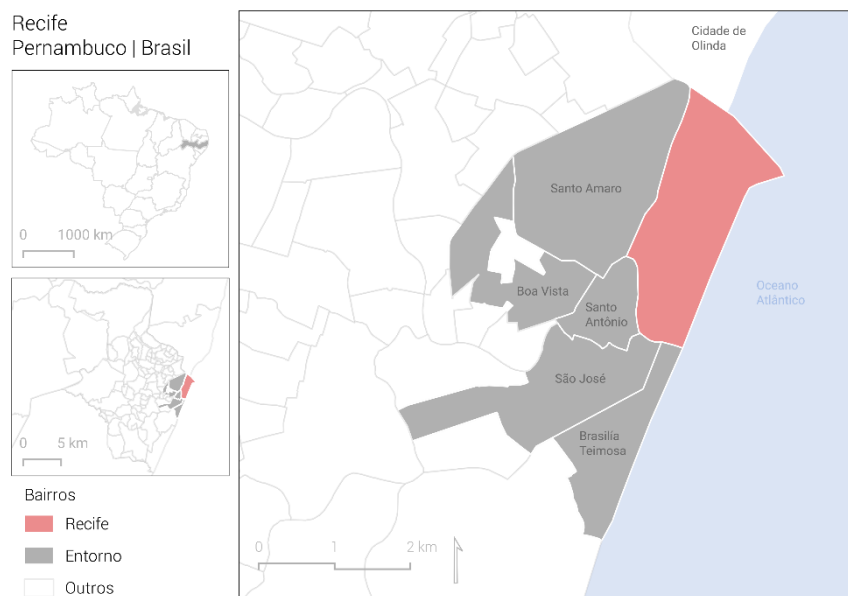 Recife
Pernambuco | Brasil
0 1000 km
0 5 km
Bairros
Recife
Entorno
Outros
Cidade de
Olinda
Santo Amaro
Boa Vista
Santo
Antônio
Oceano
Atlântico
São José
Brasília
Teimosa
0 1 2 km